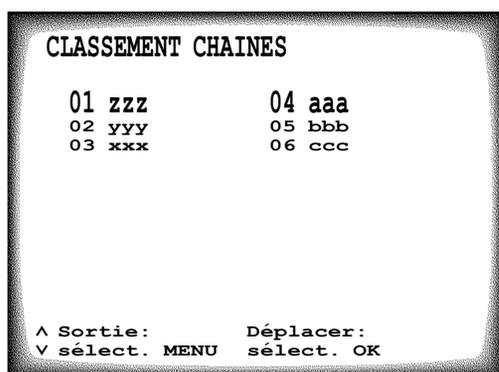 CLASSEMENT CHAINES
01 zzz 04 aaa
02 yyy 05 bbb
03 xxx 06 ccc
∧ Sortie: Déplacer:
∨ sélect. MENU sélect. OK